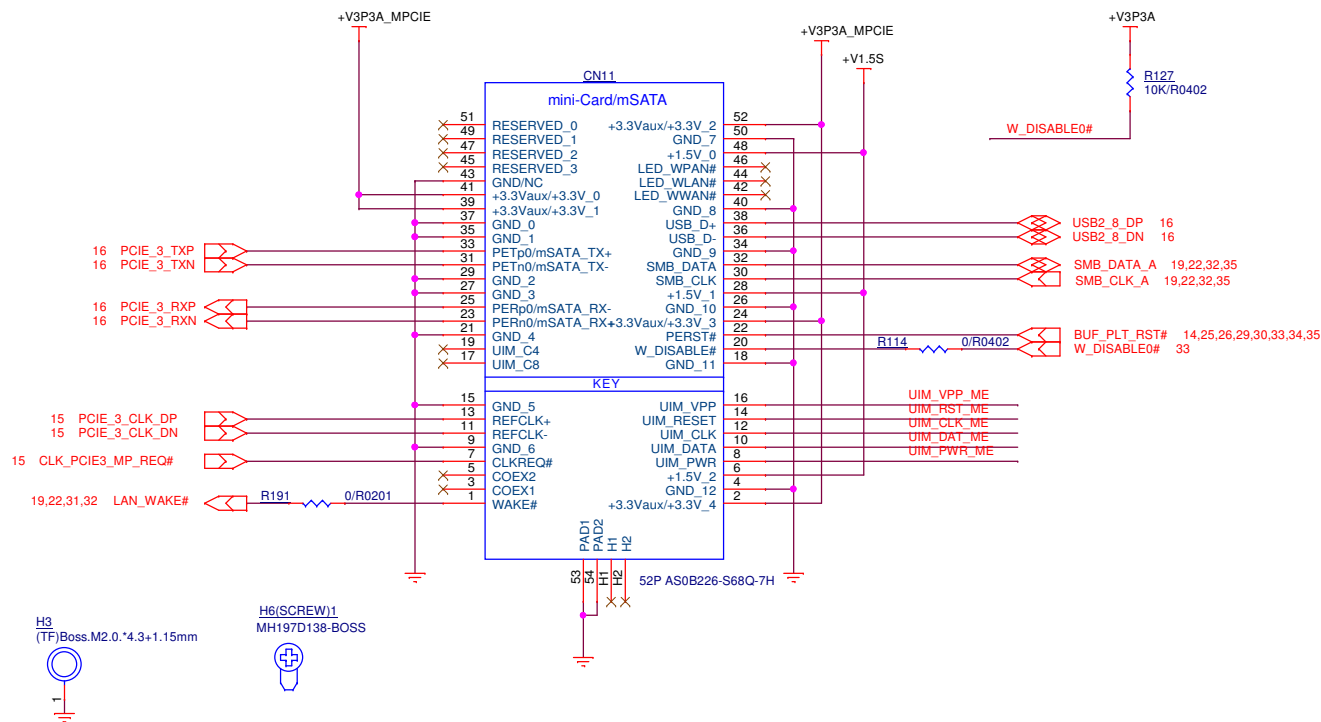 +V3P3A_MPCIE
+V3P3A_MPCIE
+V3P3A
+V1.5S
CN11
mini-Card/mSATA
R127
10K/R0402
W_DISABLE0#
51 RESERVED_0 +3.3Vaux/+3.3V_2 52
49 RESERVED_1 GND_7 50
47 RESERVED_2 +1.5V_0 48
45 RESERVED_3 LED_WPAN# 46
43 GND/NC LED_WLAN# 44
41 +3.3Vaux/+3.3V_0 LED_WWAN# 42
39 +3.3Vaux/+3.3V_1 GND_8 40
37 GND_0 USB_D+ 38 USB2_8_DP 16
35 GND_1 USB_D- 36 USB2_8_DN 16
16 PCIE_3_TXP 33 PETp0/mSATA_TX+ GND_9 34
16 PCIE_3_TXN 31 PETn0/mSATA_TX- SMB_DATA 32 SMB_DATA_A 19,22,32,35
29 GND_2 SMB_CLK 30 SMB_CLK_A 19,22,32,35
27 GND_3 +1.5V_1 28
16 PCIE_3_RXP 25 PERp0/mSATA_RX- GND_10 26
16 PCIE_3_RXN 23 PERn0/mSATA_RX+ +3.3Vaux/+3.3V_3 24
21 GND_4 PERST# 22 BUF_PLT_RST# 14,25,26,29,30,33,34,35
19 UIM_C4 W_DISABLE# 20 R114 0/R0402 W_DISABLE0# 33
17 UIM_C8 GND_11 18
KEY
15 GND_5 UIM_VPP 16 UIM_VPP_ME
15 PCIE_3_CLK_DP 13 REFCLK+ UIM_RESET 14 UIM_RST_ME
15 PCIE_3_CLK_DN 11 REFCLK- UIM_CLK 12 UIM_CLK_ME
9 GND_6 UIM_DATA 10 UIM_DAT_ME
15 CLK_PCIE3_MP_REQ# 7 CLKREQ# UIM_PWR 8 UIM_PWR_ME
5 COEX2 +1.5V_2 6
3 COEX1 GND_12 4
19,22,31,32 LAN_WAKE# R191 0/R0201 1 WAKE# +3.3Vaux/+3.3V_4 2
PAD1 PAD2 H1 H2
53 54 H1 H2
52P AS0B226-S68Q-7H
H3
(TF)Boss.M2.0.*4.3+1.15mm
1
H6(SCREW)1
MH197D138-BOSS